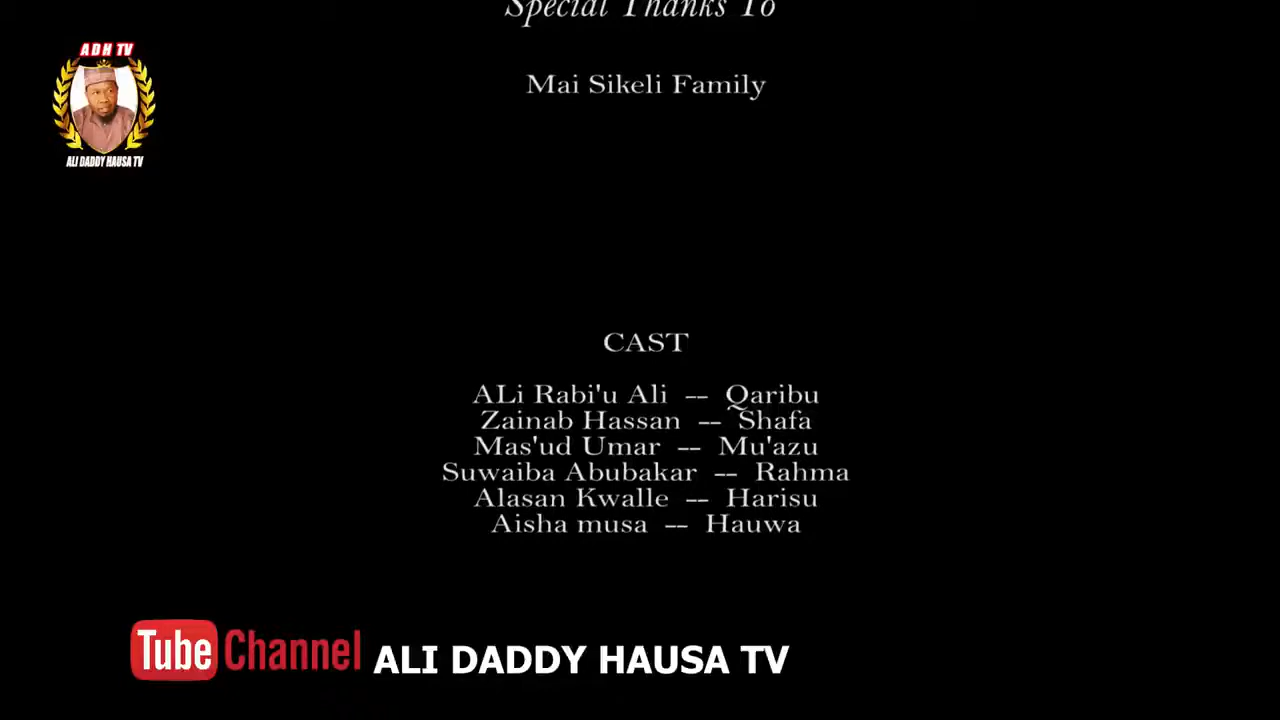 Special Thanks To
ADH TV
Mai Sikeli Family
ALI DADDY HAUSA TV
CAST
ALi Rabi'u Ali -- Qaribu
Zainab Hassan -- Shafa
Mas'ud Umar -- Mu'azu
Suwaiba Abubakar -- Rahma
Alasan Kwalle -- Harisu
Aisha musa -- Hauwa
Tube Channel ALI DADDY HAUSA TV